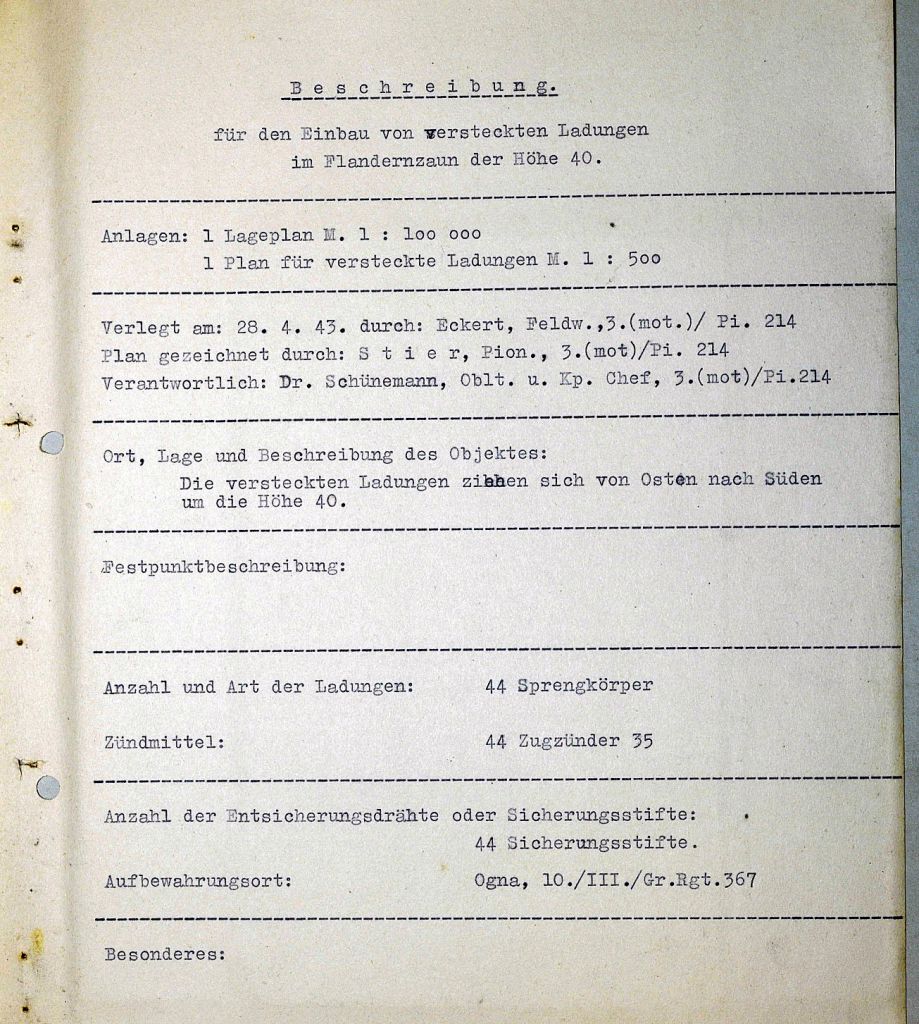 B e s c h r e i b u n g.
für den Einbau von versteckten Ladungen
im Flandernzaun der Höhe 40.
Anlagen: 1 Lageplan M. 1 : 100 000
1 Plan für versteckte Ladungen M. 1 : 500
Verlegt am: 28. 4. 43. durch: Eckert, Feldw.,3.(mot.)/ Pi. 214
Plan gezeichnet durch: S t i e r, Pion., 3.(mot)/Pi. 214
Verantwortlich: Dr. Schünemann, Oblt. u. Kp. Chef, 3.(mot)/Pi.214
Ort, Lage und Beschreibung des Objektes:
Die versteckten Ladungen ziehen sich von Osten nach Süden
um die Höhe 40.
Festpunktbeschreibung:
Anzahl und Art der Ladungen: 44 Sprengkörper
Zündmittel: 44 Zugzünder 35
Anzahl der Entsicherungsdrähte oder Sicherungsstifte:
44 Sicherungsstifte.
Aufbewahrungsort: Ogna, 10./III./Gr.Rgt.367
Besonderes: